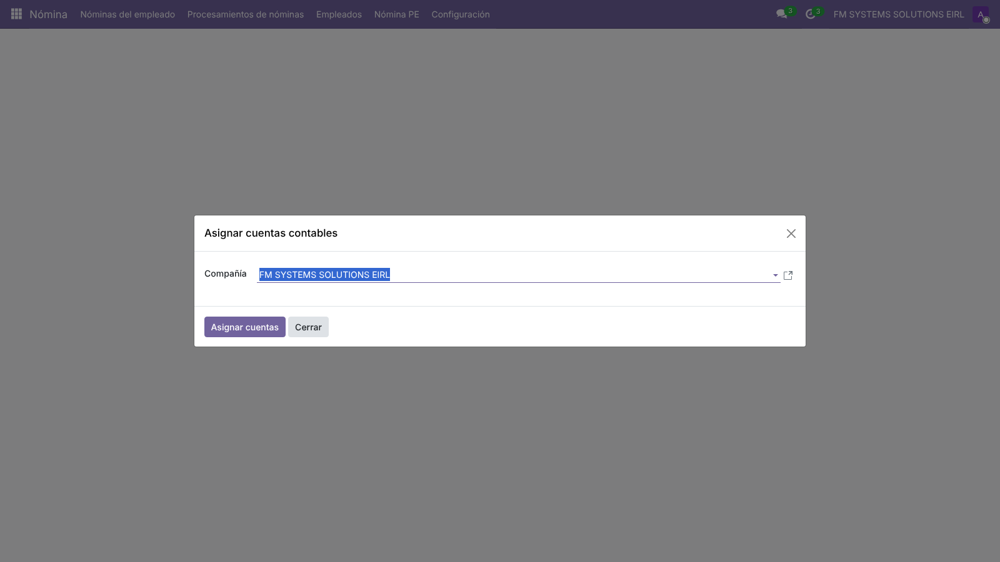 Nómina Nóminas del empleado Procesamientos de nóminas Empleados Nómina PE Configuración 3 3 FM SYSTEMS SOLUTIONS EIRL A
Asignar cuentas contables
Compañía FM SYSTEMS SOLUTIONS EIRL
Asignar cuentas Cerrar